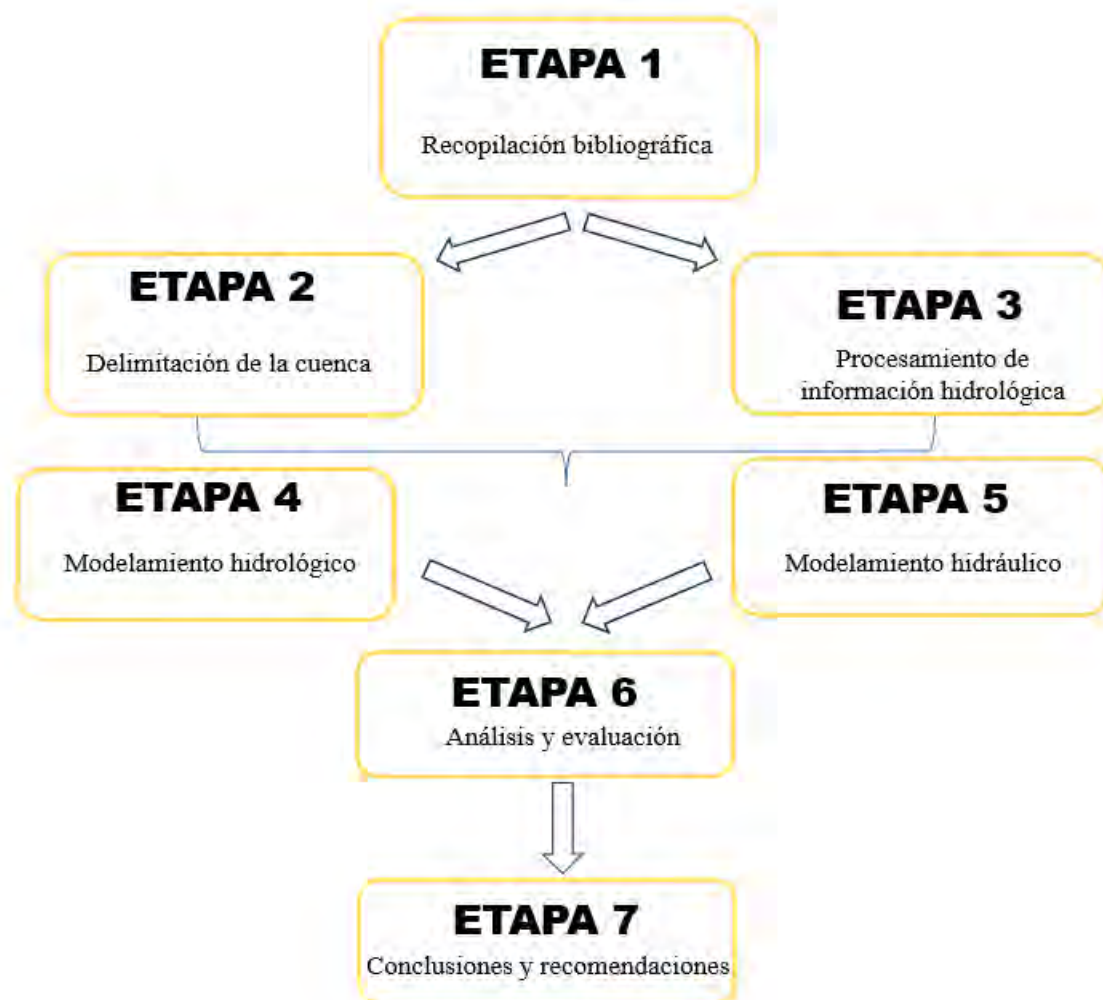 ETAPA 1
Recopilación bibliográfica
ETAPA 2
Delimitación de la cuenca
ETAPA 3
Procesamiento de
información hidrológica
ETAPA 4
Modelamiento hidrológico
ETAPA 5
Modelamiento hidráulico
ETAPA 6
Análisis y evaluación
ETAPA 7
Conclusiones y recomendaciones